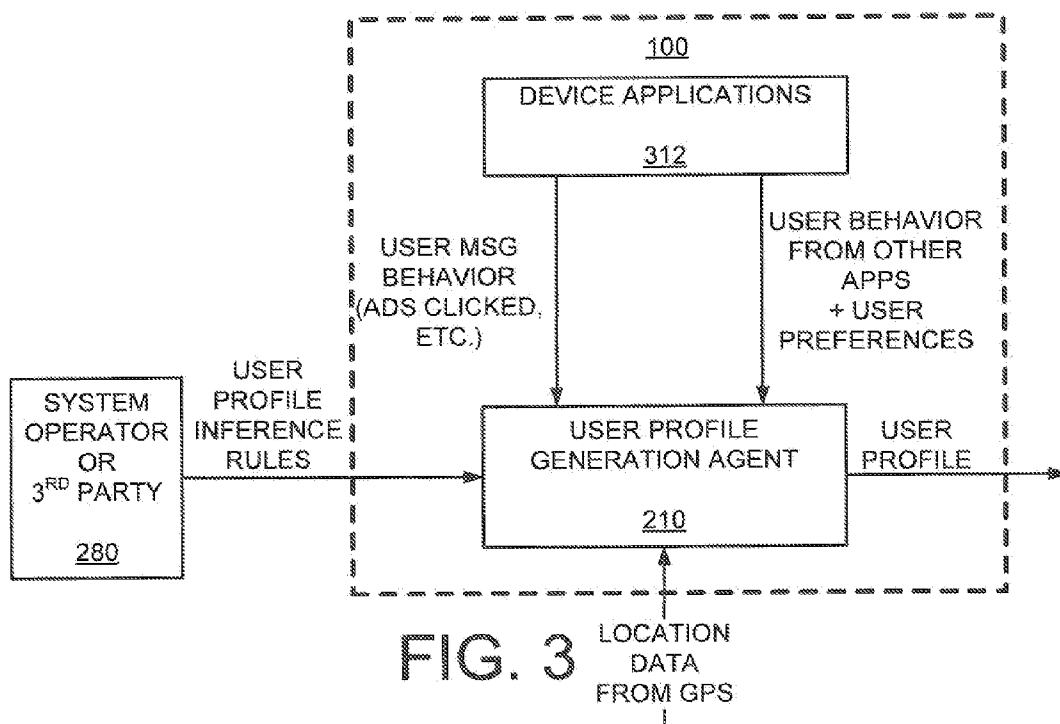 100
DEVICE APPLICATIONS
312
USER MSG
BEHAVIOR
(ADS CLICKED,
ETC.)
USER BEHAVIOR
FROM OTHER
APPS
+ USER
PREFERENCES
SYSTEM
OPERATOR
OR
3RD PARTY
280
USER
PROFILE
INFERENCE
RULES
USER PROFILE
GENERATION AGENT
210
USER
PROFILE
FIG. 3
LOCATION
DATA
FROM GPS